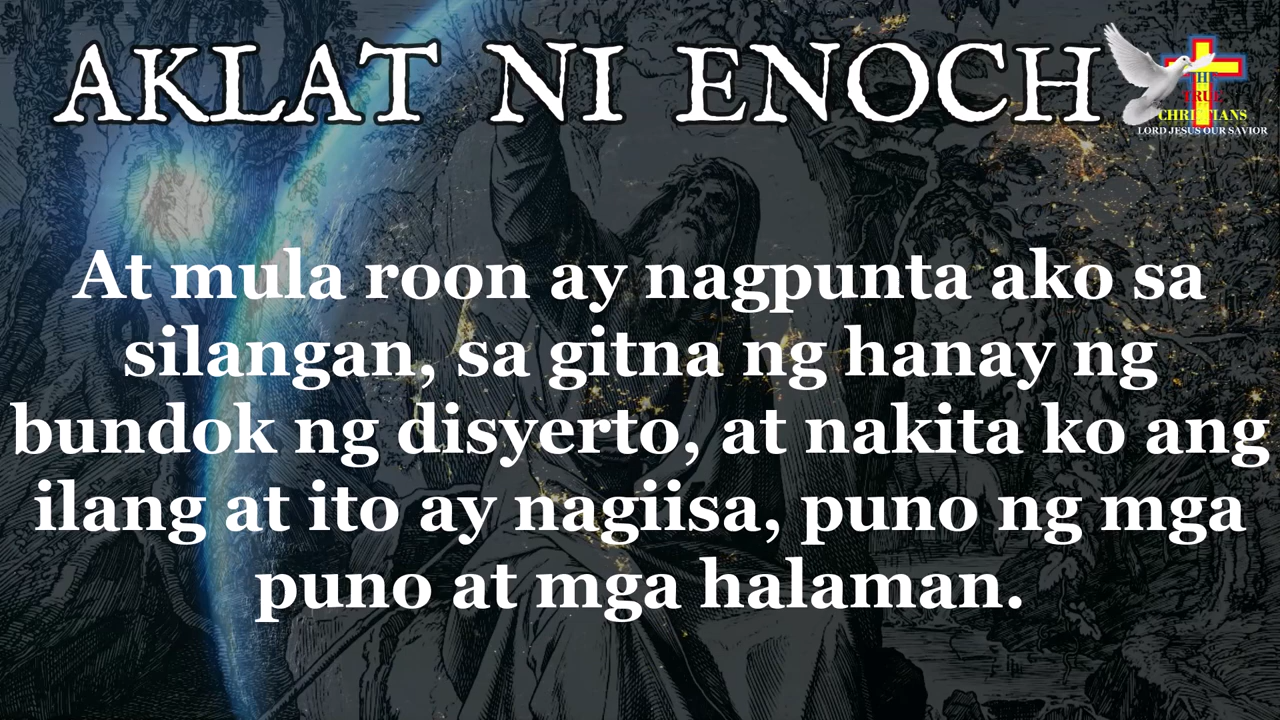 AKLAT NI ENOCH
TRUE
CHRISTIANS
LORD JESUS OUR SAVIOR
At mula roon ay nagpunta ako sa
silangan, sa gitna ng hanay ng
bundok ng disyerto, at nakita ko ang
ilang at ito ay nagiisa, puno ng mga
puno at mga halaman.